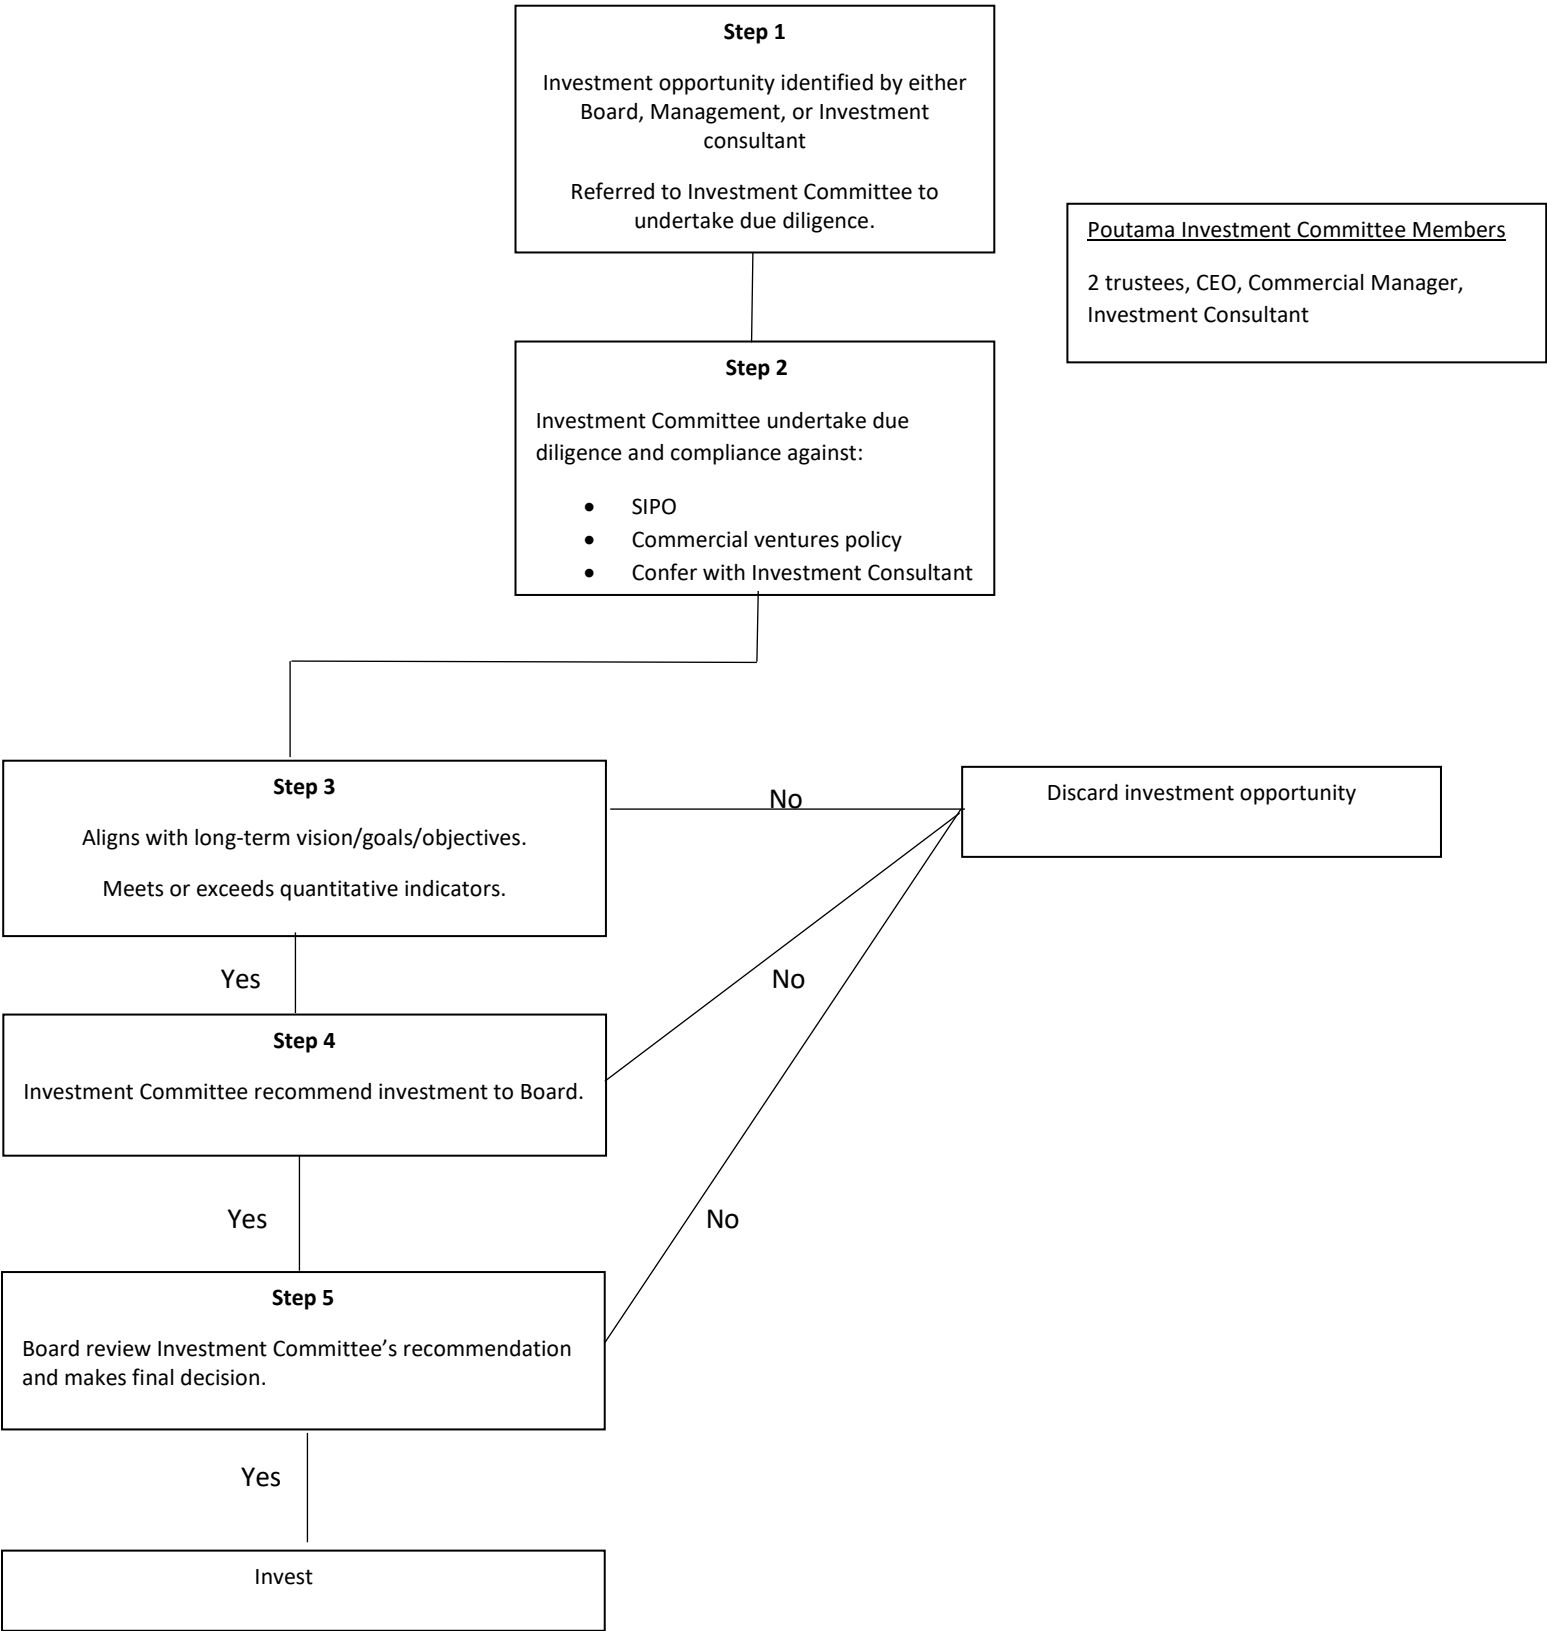 Step 1
Investment opportunity identified by either
Board, Management, or Investment
consultant
Referred to Investment Committee to
undertake due diligence.
Poutama Investment Committee Members
2 trustees, CEO, Commercial Manager,
Investment Consultant
Step 2
Investment Committee undertake due
diligence and compliance against:
• SIPO
• Commercial ventures policy
• Confer with Investment Consultant
Step 3
Aligns with long-term vision/goals/objectives.
Meets or exceeds quantitative indicators.
No
Discard investment opportunity
Yes
No
Step 4
Investment Committee recommend investment to Board.
Yes
No
Step 5
Board review Investment Committee’s recommendation
and makes final decision.
Yes
Invest